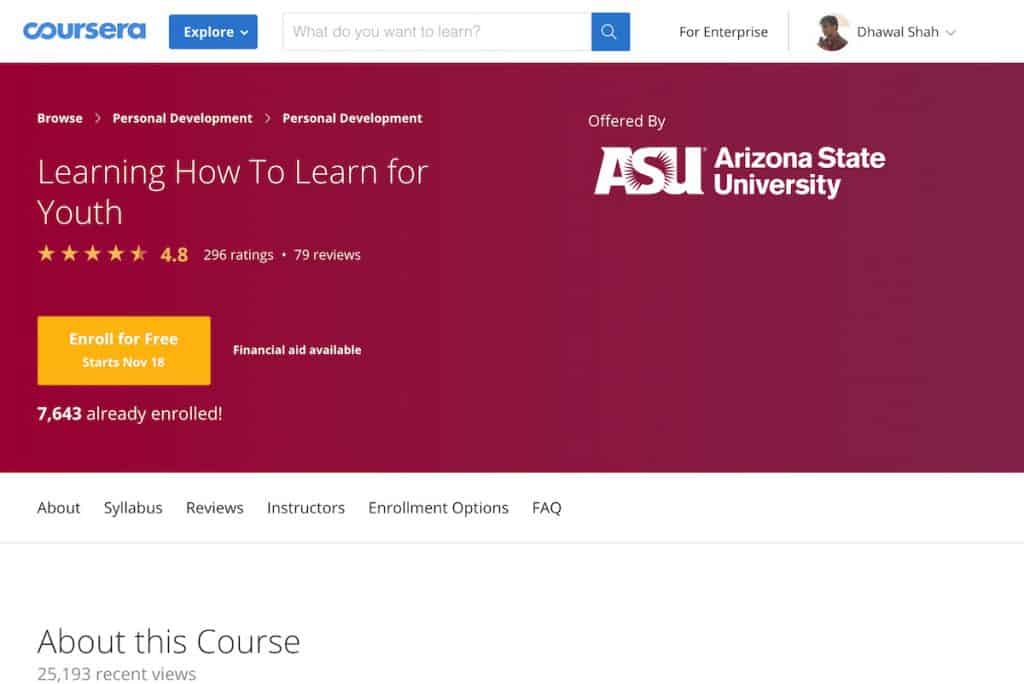 coursera
Explore
What do you want to learn?
For Enterprise
Dhawal Shah
Browse > Personal Development > Personal Development
Offered By
ASU Arizona State
University
Learning How To Learn for
Youth
4.8 296 ratings • 79 reviews
Enroll for Free
Starts Nov 18
Financial aid available
7,643 already enrolled!
About Syllabus Reviews Instructors Enrollment Options FAQ
About this Course
25,193 recent views